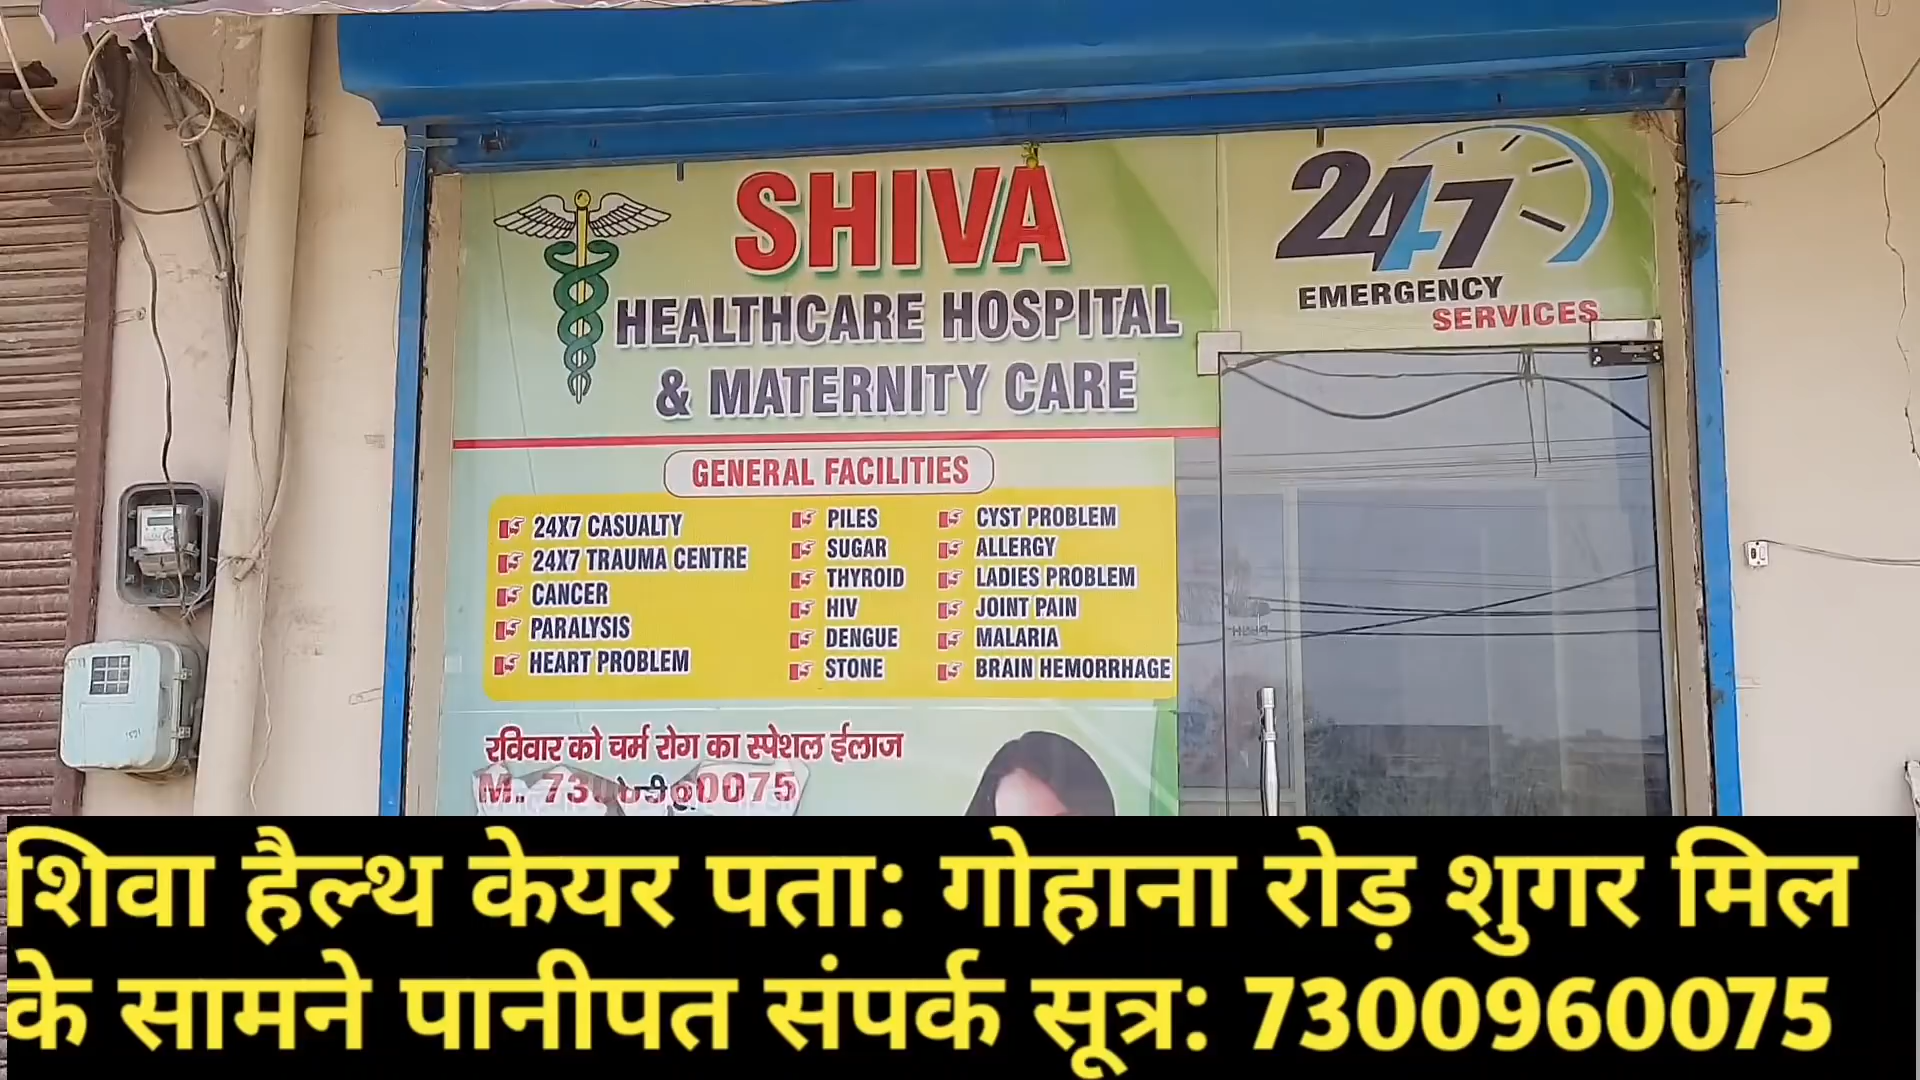 SHIVA
HEALTHCARE HOSPITAL
& MATERNITY CARE
24 7
EMERGENCY
SERVICES
GENERAL FACILITIES
24X7 CASUALTY
24X7 TRAUMA CENTRE
CANCER
PARALYSIS
HEART PROBLEM
PILES
SUGAR
THYROID
HIV
DENGUE
STONE
CYST PROBLEM
ALLERGY
LADIES PROBLEM
JOINT PAIN
MALARIA
BRAIN HEMORRHAGE
रविवार को चर्म रोग का स्पेशल ईलाज
M.
शिवा हैल्थ केयर पता: गोहाना रोड़ शुगर मिल
के सामने पानीपत संपर्क सूत्र: 7300960075